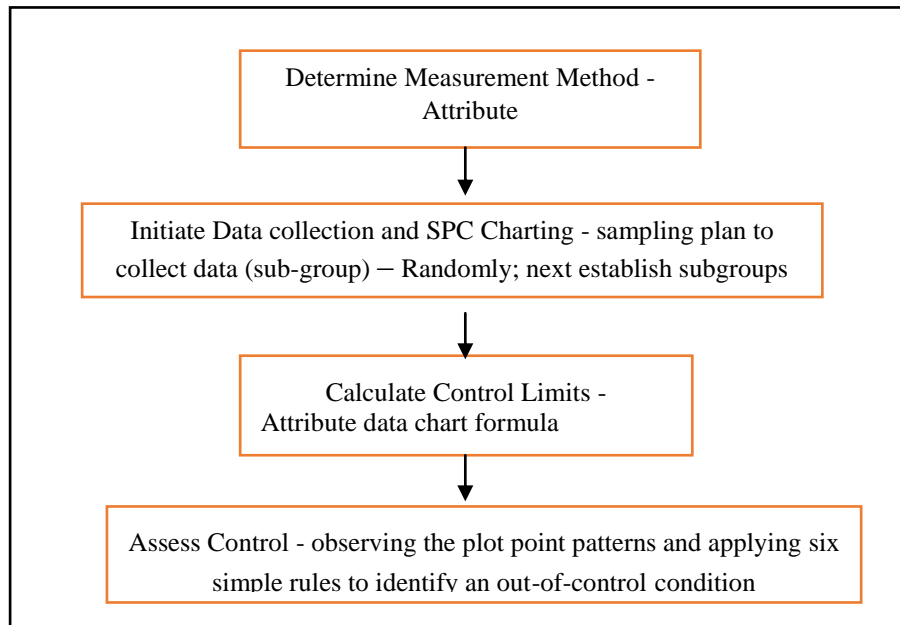 Determine Measurement Method -
Attribute
Initiate Data collection and SPC Charting - sampling plan to
collect data (sub-group) – Randomly; next establish subgroups
Calculate Control Limits -
Attribute data chart formula
Assess Control - observing the plot point patterns and applying six
simple rules to identify an out-of-control condition